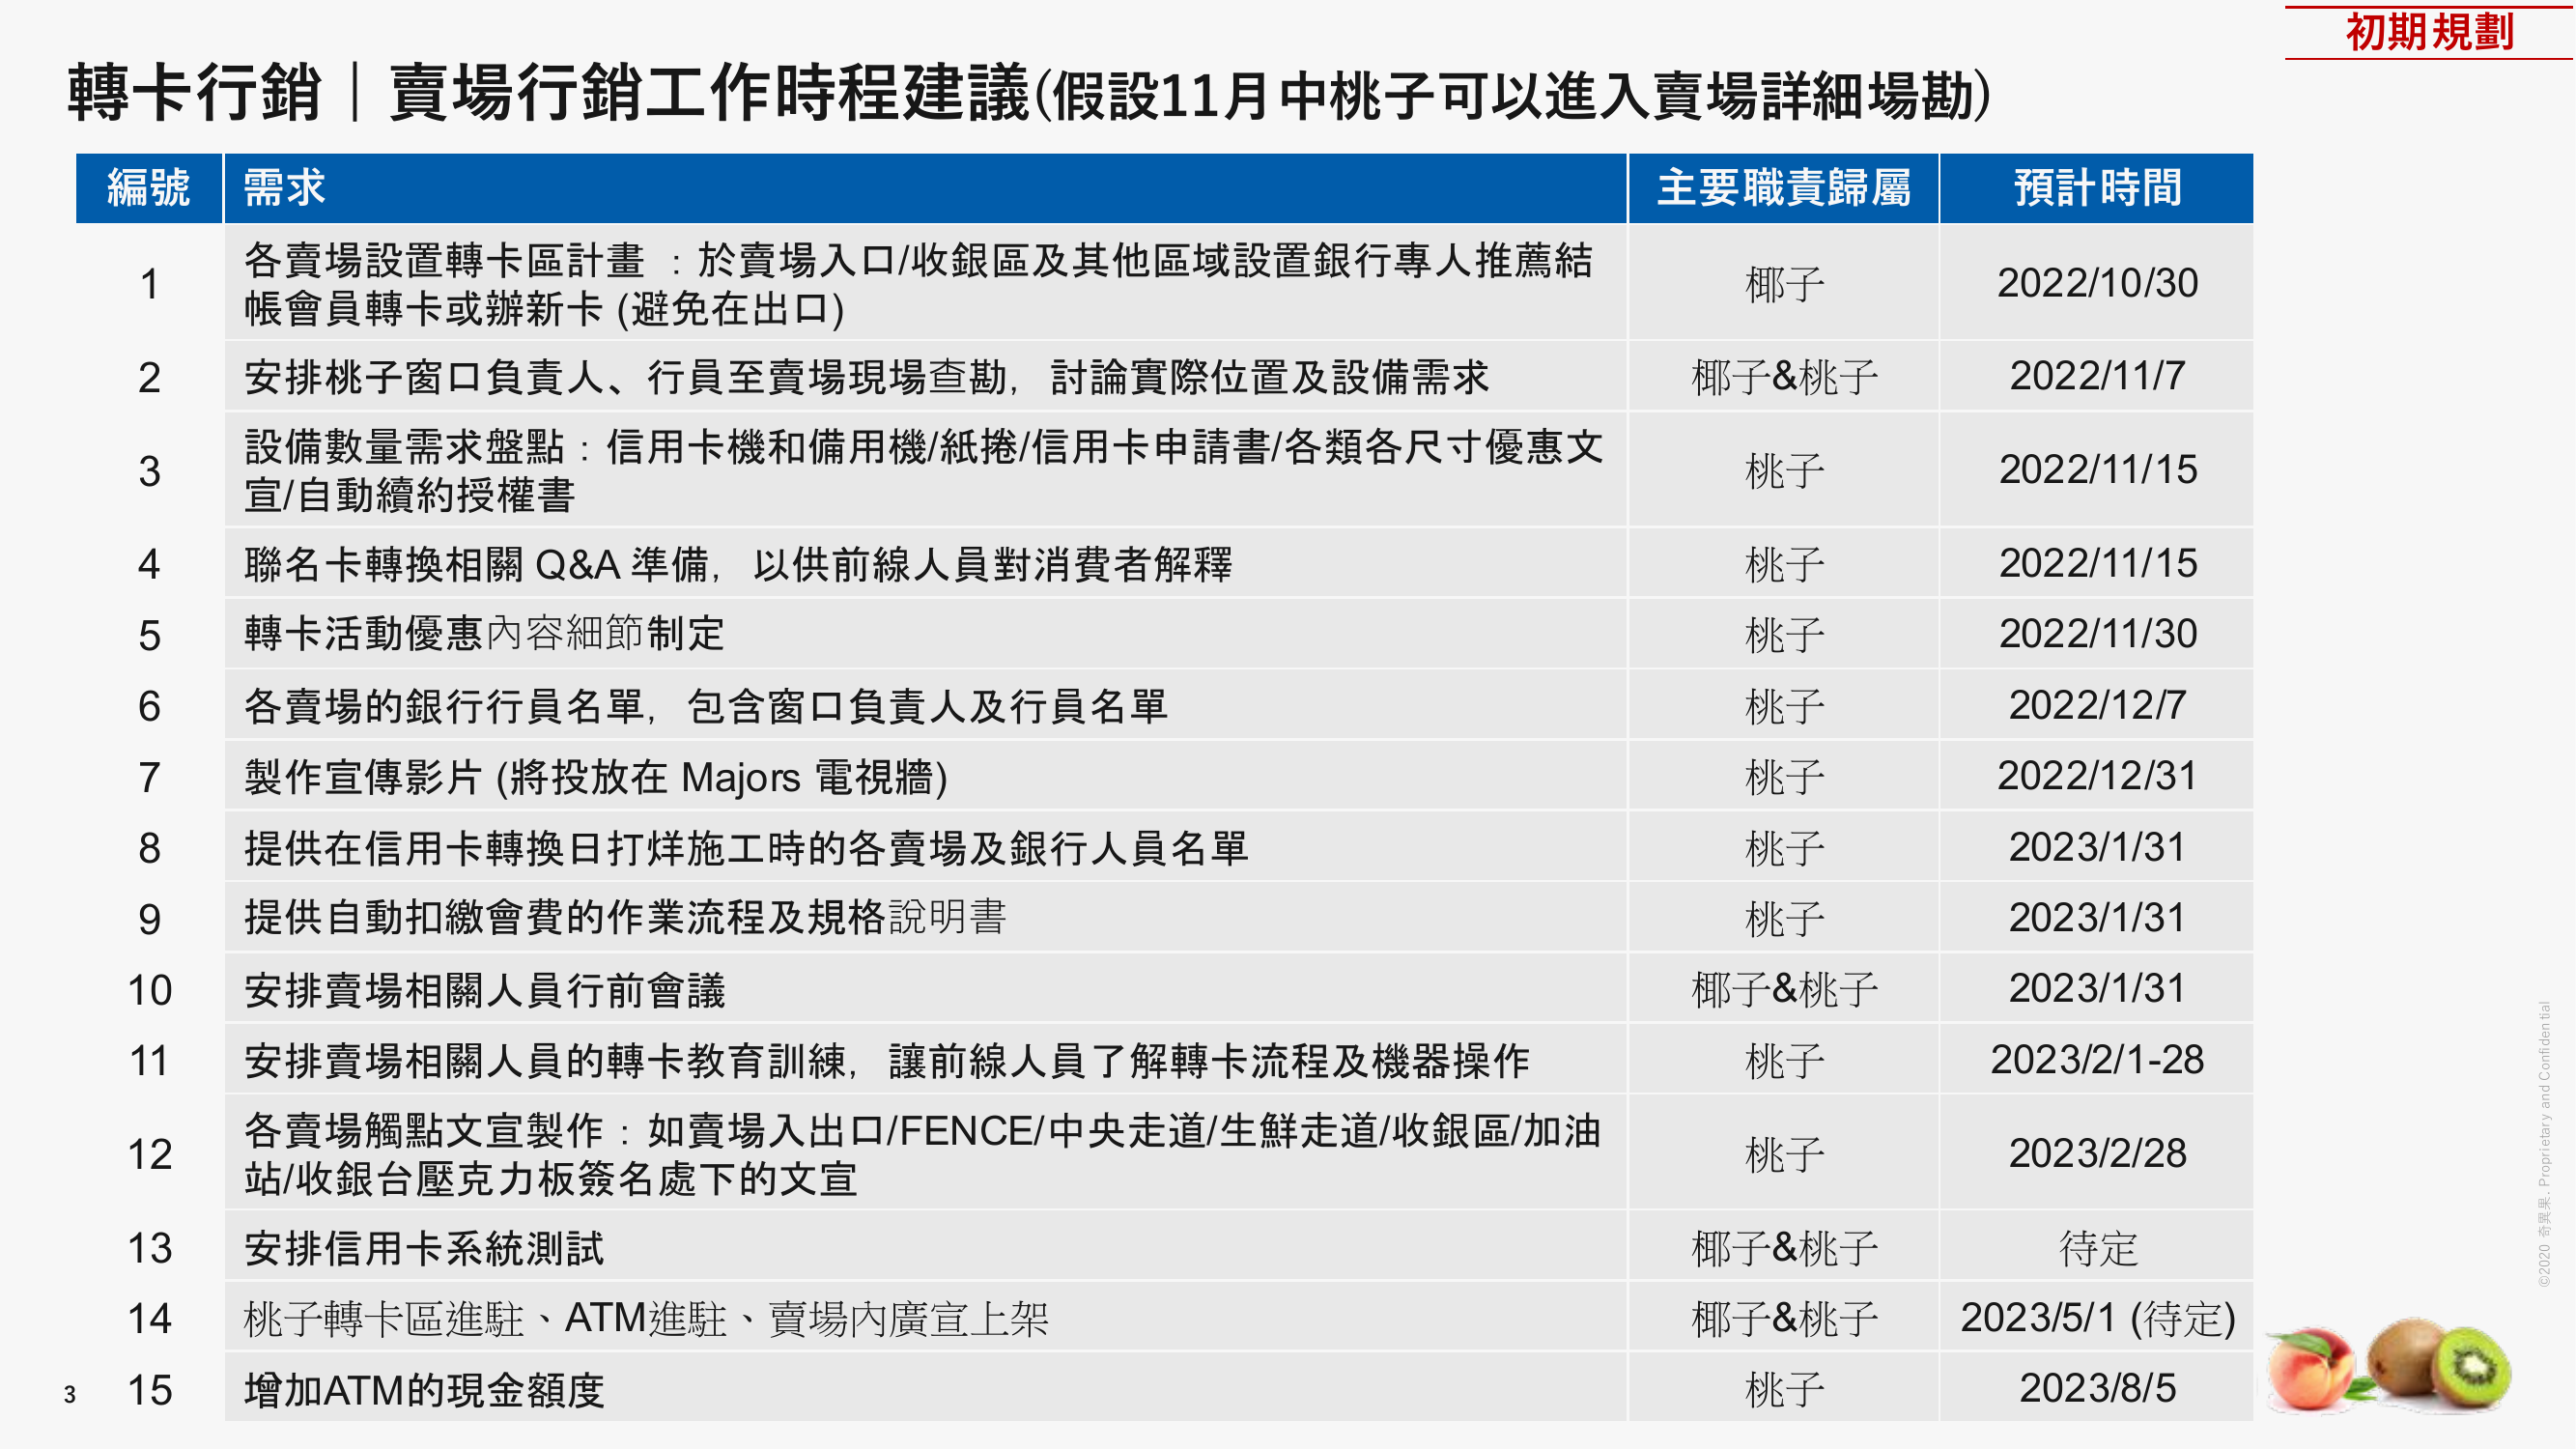 初期規劃
轉卡行銷｜賣場行銷工作時程建議(假設11月中桃子可以進入賣場詳細場勘)
編號 需求 主要職責歸屬 預計時間
1 各賣場設置轉卡區計畫 ：於賣場入口/收銀區及其他區域設置銀行專人推薦結
帳會員轉卡或辦新卡 (避免在出口) 椰子 2022/10/30
2 安排桃子窗口負責人、行員至賣場現場查勘，討論實際位置及設備需求 椰子&桃子 2022/11/7
3 設備數量需求盤點：信用卡機和備用機/紙捲/信用卡申請書/各類各尺寸優惠文
宣/自動續約授權書 桃子 2022/11/15
4 聯名卡轉換相關 Q&A 準備，以供前線人員對消費者解釋 桃子 2022/11/15
5 轉卡活動優惠內容細節制定 桃子 2022/11/30
6 各賣場的銀行行員名單，包含窗口負責人及行員名單 桃子 2022/12/7
7 製作宣傳影片 (將投放在 Majors 電視牆) 桃子 2022/12/31
8 提供在信用卡轉換日打烊施工時的各賣場及銀行人員名單 桃子 2023/1/31
9 提供自動扣繳會費的作業流程及規格說明書 桃子 2023/1/31
10 安排賣場相關人員行前會議 椰子&桃子 2023/1/31
11 安排賣場相關人員的轉卡教育訓練，讓前線人員了解轉卡流程及機器操作 桃子 2023/2/1-28
12 各賣場觸點文宣製作：如賣場入出口/FENCE/中央走道/生鮮走道/收銀區/加油
站/收銀台壓克力板簽名處下的文宣 桃子 2023/2/28
13 安排信用卡系統測試 椰子&桃子 待定
14 桃子轉卡區進駐、ATM進駐、賣場內廣宣上架 椰子&桃子 2023/5/1 (待定)
15 增加ATM的現金額度 桃子 2023/8/5
3
©2020 奇異果. Proprietary and Confidential